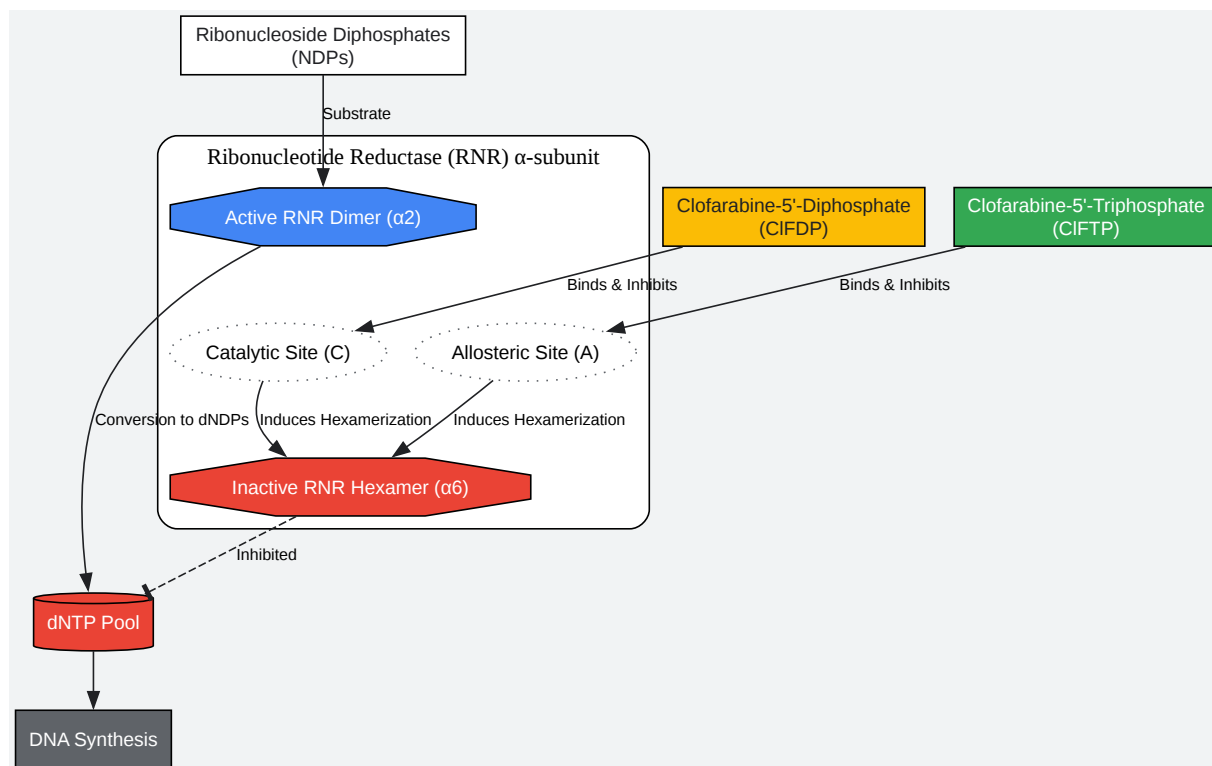 Ribonucleoside Diphosphates
(NDPs)
Substrate
Ribonucleotide Reductase (RNR) α-subunit
Active RNR Dimer (α2)
Clofarabine-5'-Diphosphate
(ClFDP)
Clofarabine-5'-Triphosphate
(ClFTP)
Binds & Inhibits
Binds & Inhibits
Catalytic Site (C)
Allosteric Site (A)
Conversion to dNDPs
Induces Hexamerization
Induces Hexamerization
Inactive RNR Hexamer (α6)
Inhibited
dNTP Pool
DNA Synthesis